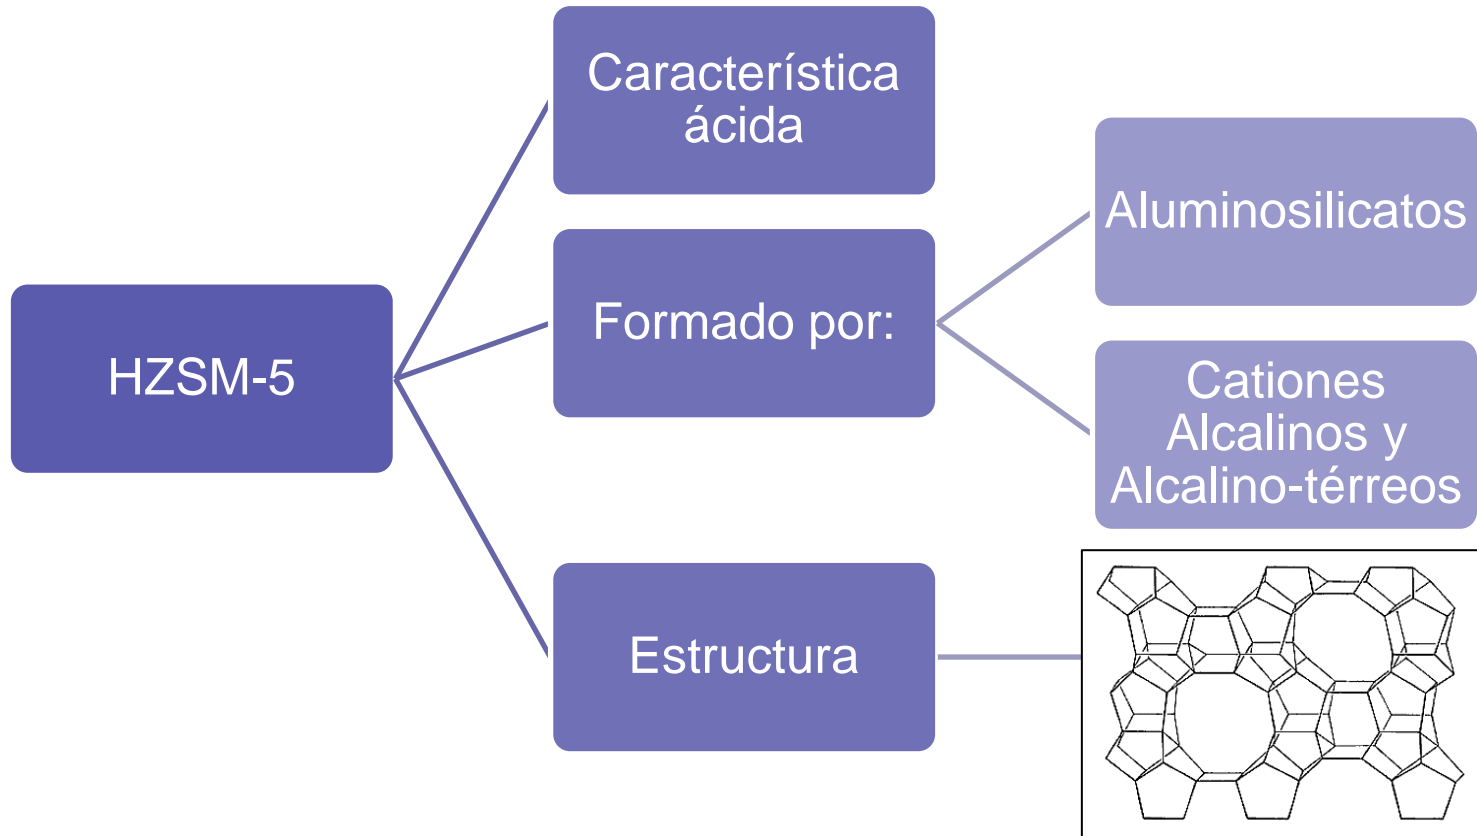 HZSM-5
Característica
ácida
Formado por:
Aluminosilicatos
Cationes
Alcalinos y
Alcalino-térreos
Estructura